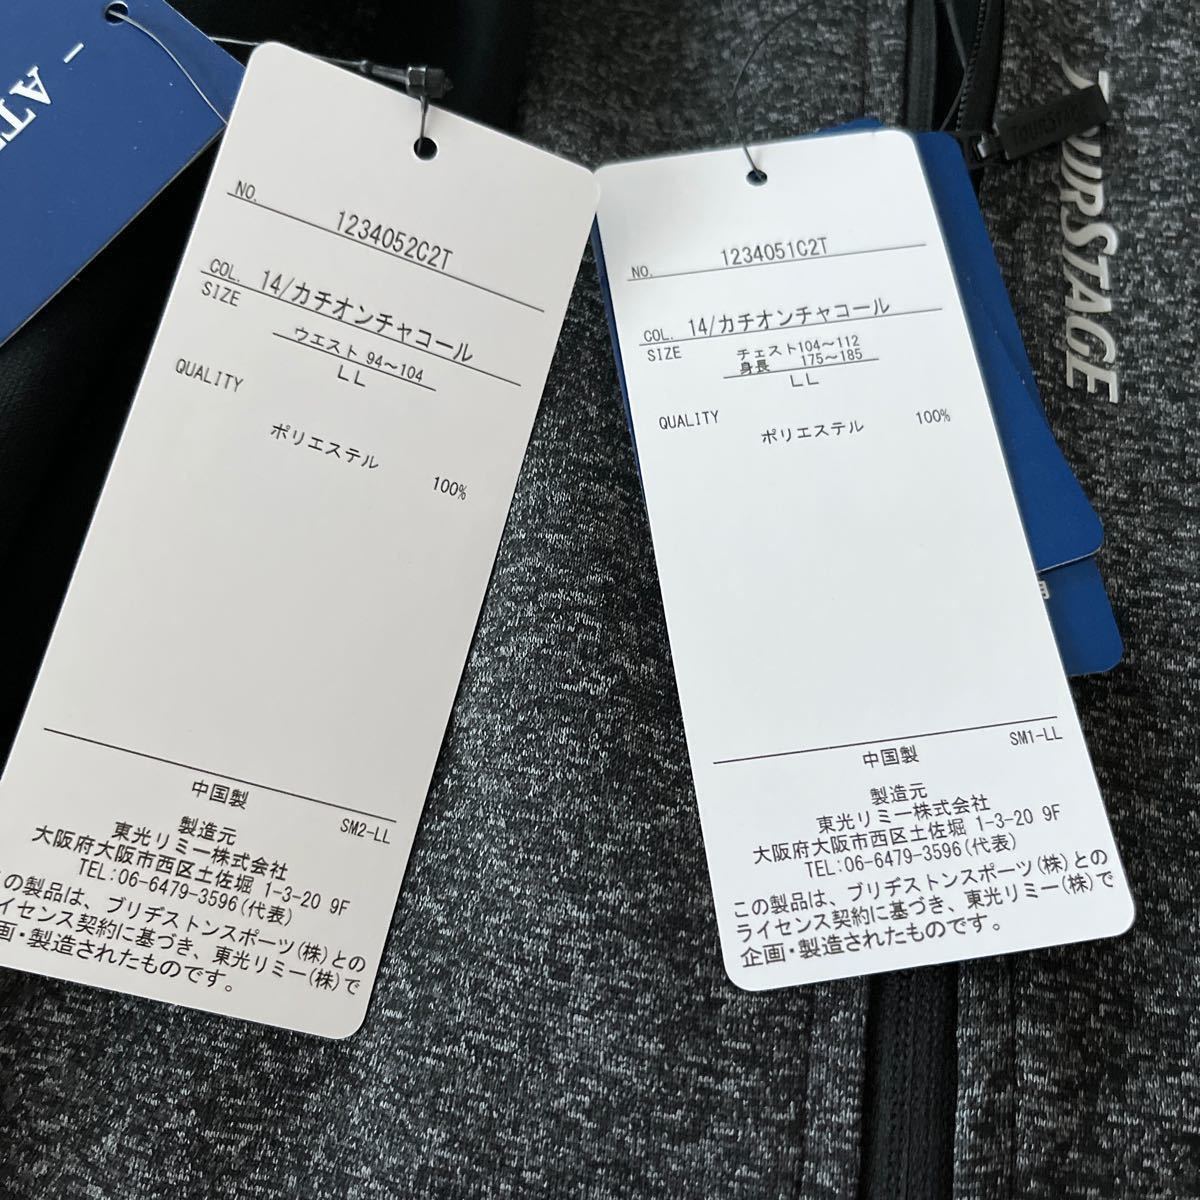 NO. 1234052C2T
COL. 14/カチオンチャコール
SIZE ウエスト 94～104
LL
QUALITY
ポリエステル 100%
中国製 SM2-LL
製造元
東光リミー株式会社
大阪府大阪市西区土佐堀 1-3-20 9F
TEL:06-6479-3596(代表)
の製品は、ブリヂストンスポーツ(株)との
イセンス契約に基づき、東光リミー(株)で
画・製造されたものです。
NO. 1234051C2T
COL. 14/カチオンチャコール
SIZE チェスト104～112
身長 175～185
LL
QUALITY
ポリエステル 100%
中国製 SM1-LL
製造元
東光リミー株式会社
大阪府大阪市西区土佐堀 1-3-20 9F
TEL:06-6479-3596(代表)
この製品は、ブリヂストンスポーツ(株)との
ライセンス契約に基づき、東光リミー(株)で
企画・製造されたものです。
TOURSTAGE
TOURSTAGE